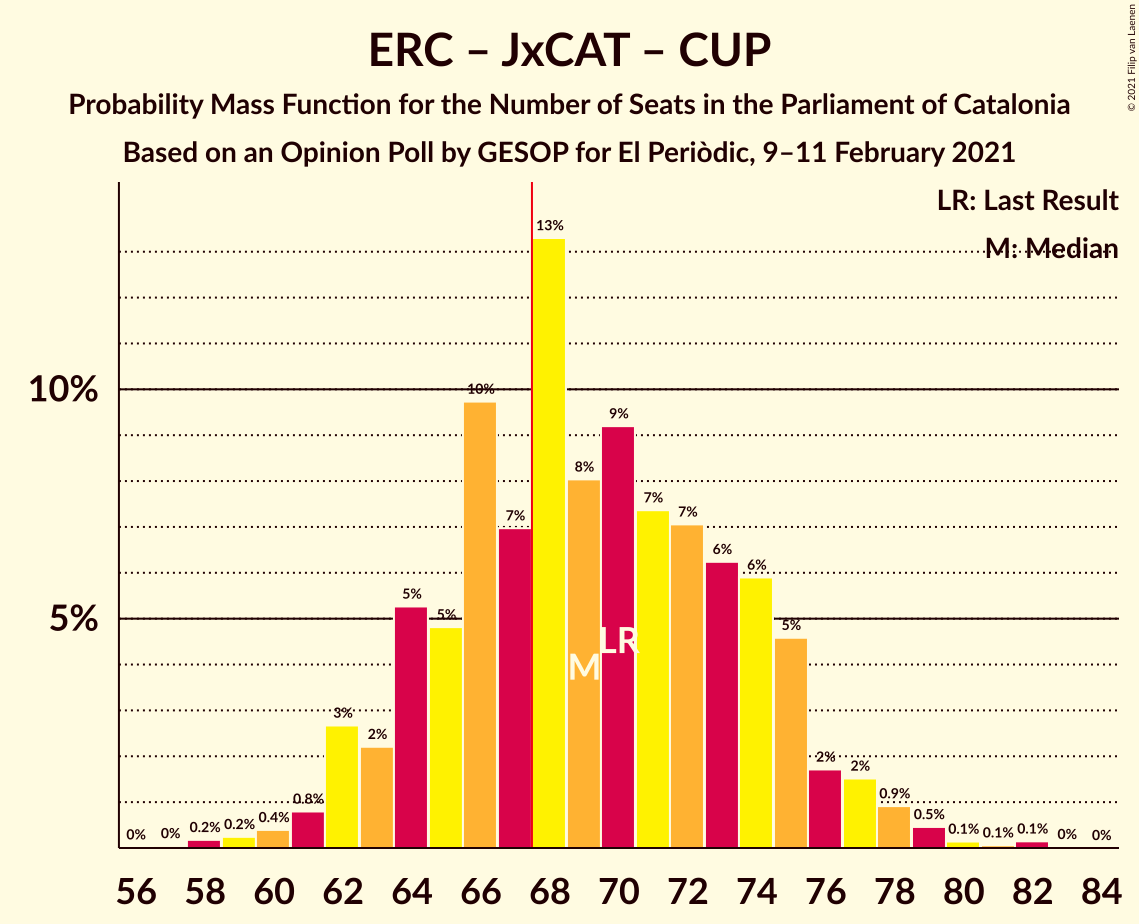 ERC – JxCAT – CUP
Probability Mass Function for the Number of Seats in the Parliament of Catalonia
Based on an Opinion Poll by GESOP for El Periòdic, 9–11 February 2021
© 2021 Filip van Laenen
LR: Last Result
M: Median
10%
5%
0% 0% 0.2% 0.2% 0.4% 0.8% 3% 2% 5% 5% 10% 7% 13% 8% 9% 7% 7% 6% 6% 5% 2% 2% 0.9% 0.5% 0.1% 0.1% 0.1% 0% 0%
M
LR
56 58 60 62 64 66 68 70 72 74 76 78 80 82 84